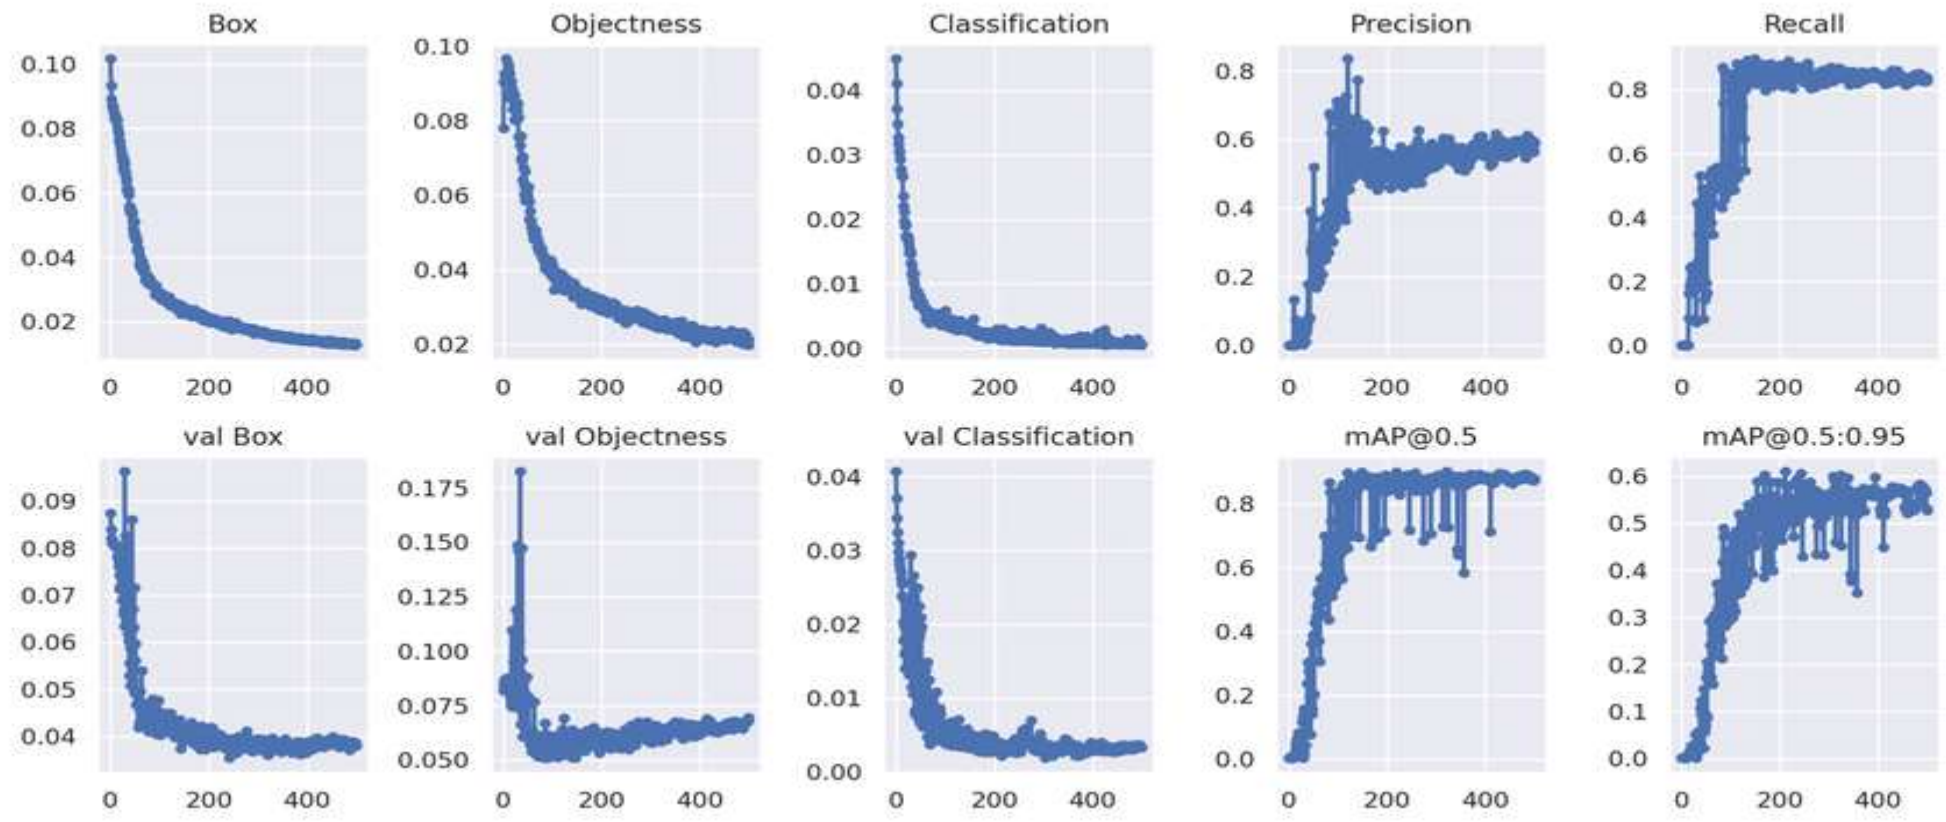 Box
Objectness
Classification
Precision
Recall
0.10
0.08
0.06
0.04
0.02
0 200 400
0.10
0.08
0.06
0.04
0.02
0 200 400
0.04
0.03
0.02
0.01
0.00
0 200 400
0.8
0.6
0.4
0.2
0.0
0 200 400
0.8
0.6
0.4
0.2
0.0
0 200 400
val Box
val Objectness
val Classification
mAP@0.5
mAP@0.5:0.95
0.09
0.08
0.07
0.06
0.05
0.04
0 200 400
0.175
0.150
0.125
0.100
0.075
0.050
0 200 400
0.04
0.03
0.02
0.01
0.00
0 200 400
0.8
0.6
0.4
0.2
0.0
0 200 400
0.6
0.5
0.4
0.3
0.2
0.1
0.0
0 200 400